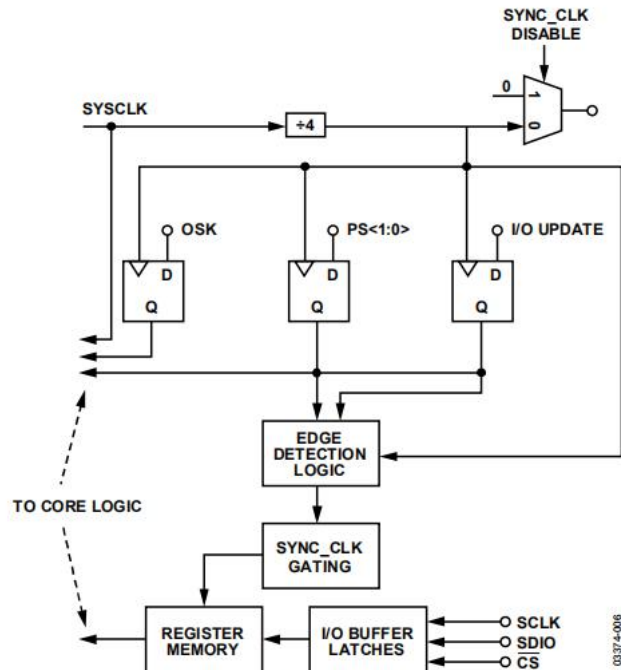 SYNC_CLK
DISABLE
0
1
0
SYSCLK
÷4
OSK
PS<1:0>
I/O UPDATE
D
Q
D
Q
D
Q
EDGE
DETECTION
LOGIC
TO CORE LOGIC
SYNC_CLK
GATING
REGISTER
MEMORY
I/O BUFFER
LATCHES
SCLK
SDIO
CS
03374-006